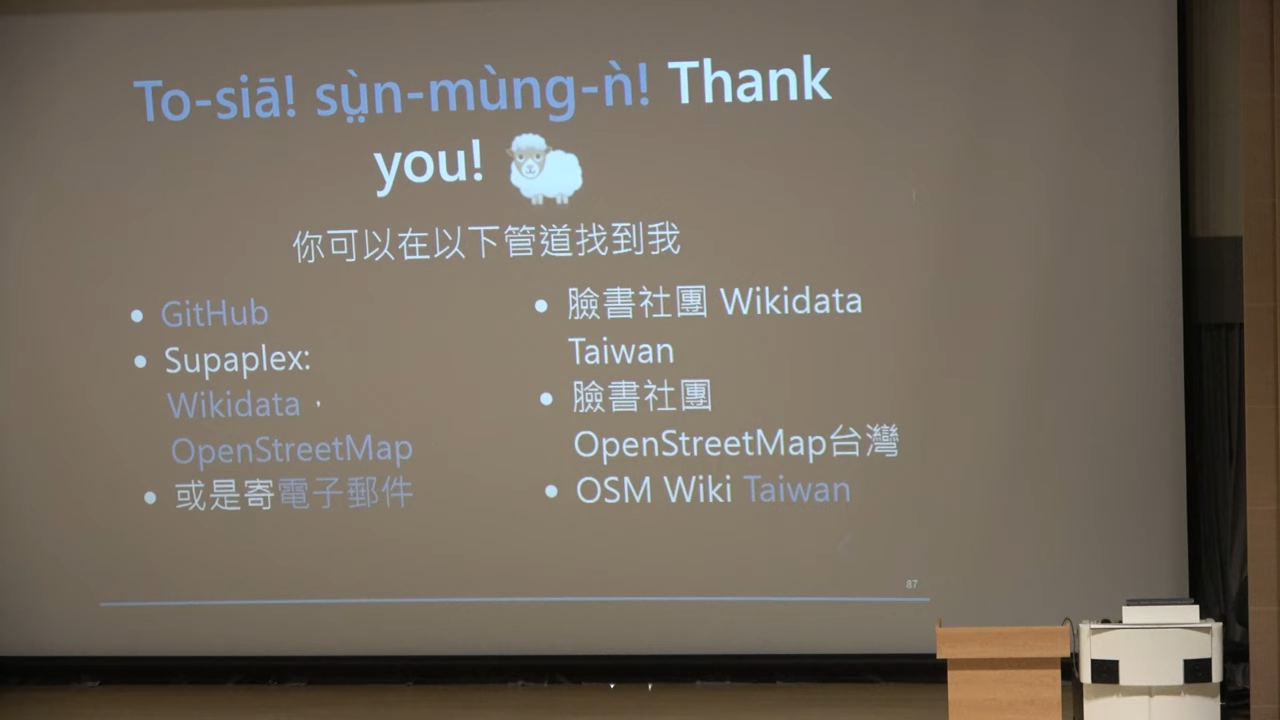 To-siā! sṳ̀n-mùng-ǹ! Thank
you!
你可以在以下管道找到我
GitHub
Supaplex:
Wikidata，
OpenStreetMap
或是寄電子郵件
臉書社團 Wikidata
Taiwan
臉書社團
OpenStreetMap台灣
OSM Wiki Taiwan
87